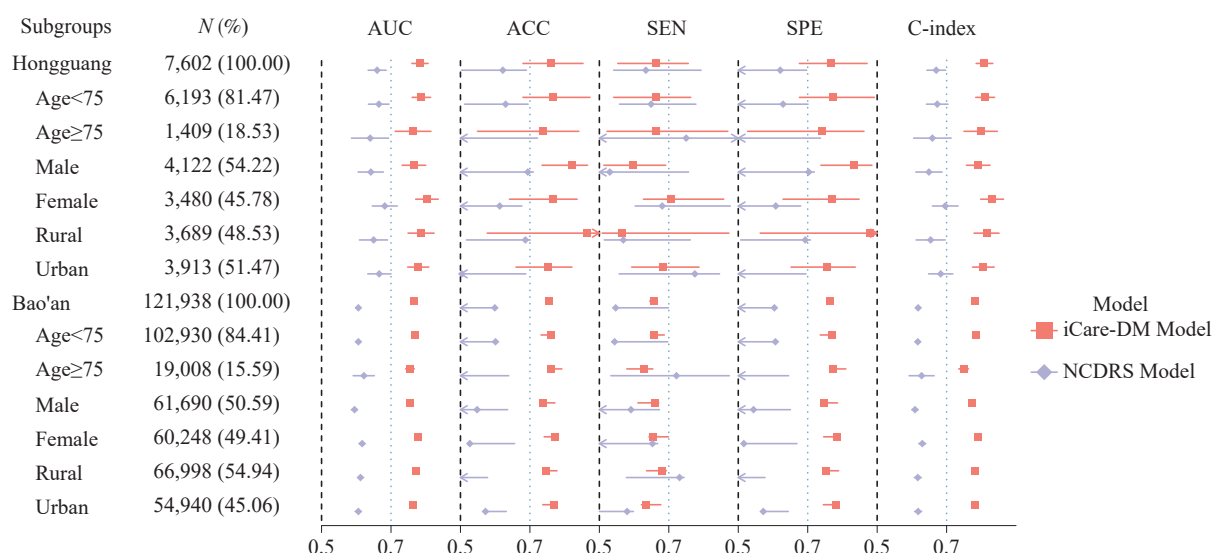 Subgroups N (%) AUC ACC SEN SPE C-index
Hongguang 7,602 (100.00)
Age<75 6,193 (81.47)
Age≥75 1,409 (18.53)
Male 4,122 (54.22)
Female 3,480 (45.78)
Rural 3,689 (48.53)
Urban 3,913 (51.47)
Bao'an 121,938 (100.00)
Age<75 102,930 (84.41)
Age≥75 19,008 (15.59)
Male 61,690 (50.59)
Female 60,248 (49.41)
Rural 66,998 (54.94)
Urban 54,940 (45.06)
Model
iCare-DM Model
NCDRS Model
0.5 0.7 0.5 0.7 0.5 0.7 0.5 0.7 0.5 0.7